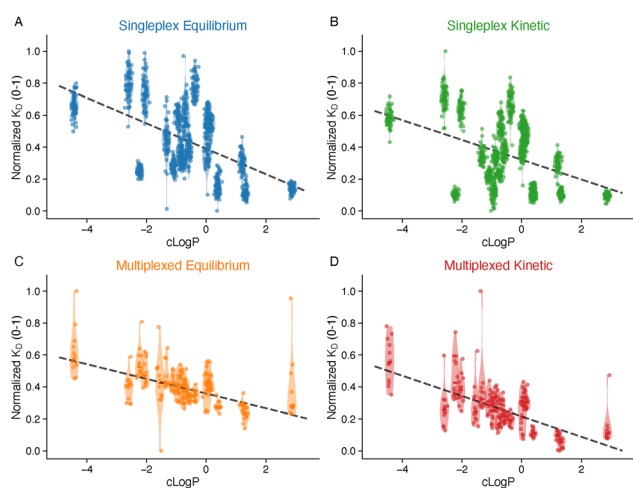 A
Singleplex Equilibrium
Normalized K_D (0-1)
1.0
0.8
0.6
0.4
0.2
0.0
−4
−2
0
2
cLogP
B
Singleplex Kinetic
Normalized K_D (0-1)
1.0
0.8
0.6
0.4
0.2
0.0
−4
−2
0
2
cLogP
C
Multiplexed Equilibrium
Normalized K_D (0-1)
1.0
0.8
0.6
0.4
0.2
0.0
−4
−2
0
2
cLogP
D
Multiplexed Kinetic
Normalized K_D (0-1)
1.0
0.8
0.6
0.4
0.2
0.0
−4
−2
0
2
cLogP